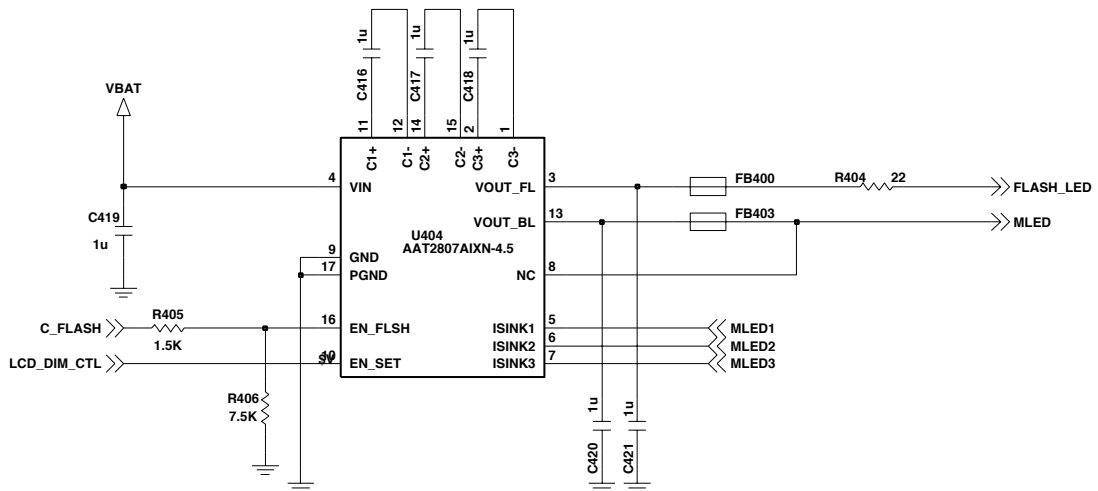 1u
1u
1u
C416
C417
C418
VBAT
11
12
14
15
2
1
C1+
C1-
C2+
C2-
C3+
C3-
4
VIN
VOUT_FL
3
FB400
R404
22
FLASH_LED
VOUT_BL
13
FB403
MLED
C419
1u
U404
AAT2807AIXN-4.5
9
GND
17
PGND
NC
8
C_FLASH
R405
1.5K
16
EN_FLSH
ISINK1
5
MLED1
ISINK2
6
MLED2
LCD_DIM_CTL
10
EN_SET
ISINK3
7
MLED3
R406
7.5K
1u
1u
C420
C421